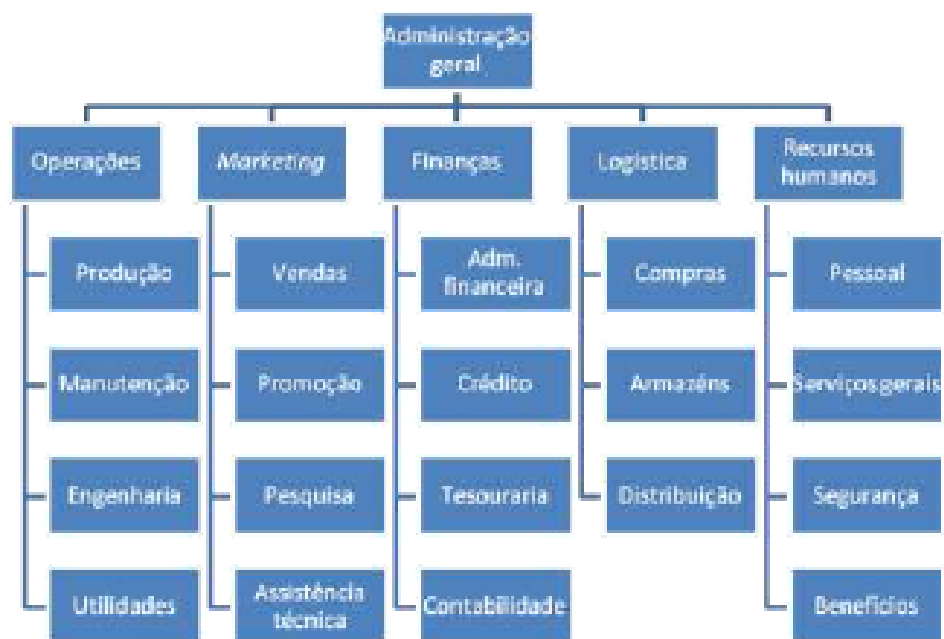 Administração
geral
Operações
Marketing
Finanças
Logística
Recursos
humanos
Produção
Vendas
Adm.
financeira
Compras
Pessoal
Manutenção
Promoção
Crédito
Armazéns
Serviços gerais
Engenharia
Pesquisa
Tesouraria
Distribuição
Segurança
Utilidades
Assistência
técnica
Contabilidade
Benefícios